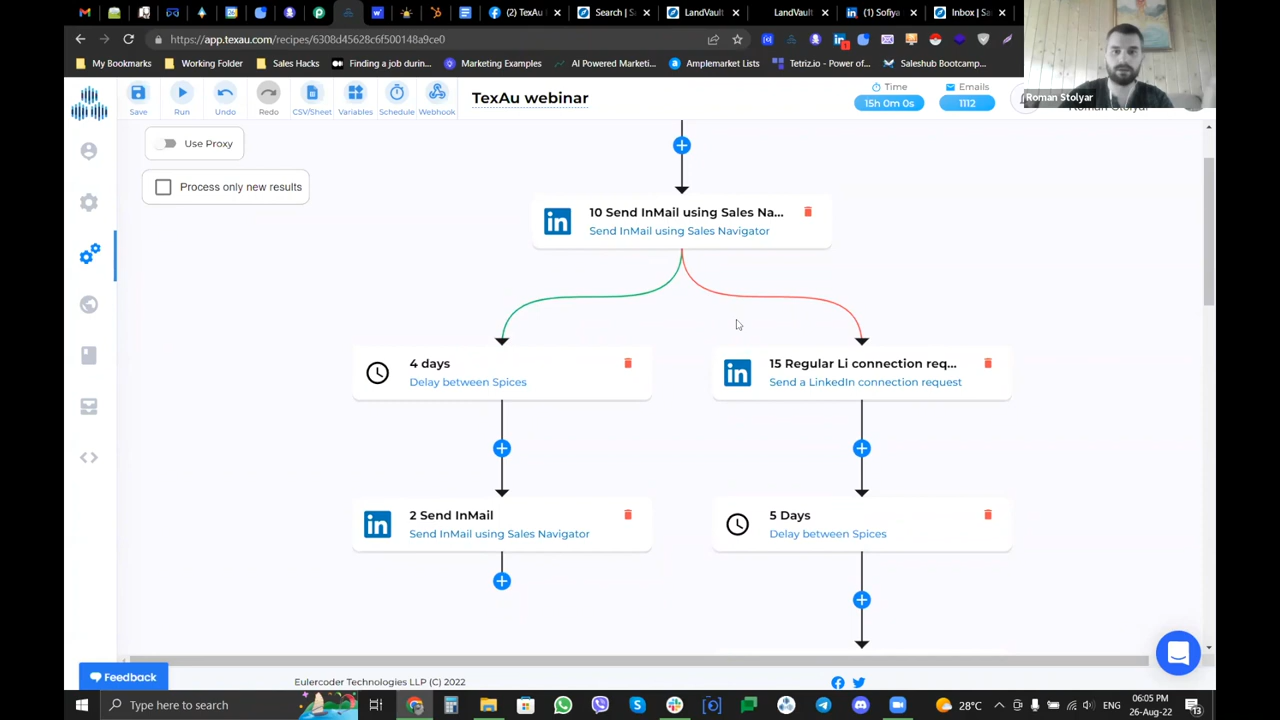 (2) TexAu
Search | S
LandVault
LandVault
(1) Sofiya
Inbox | Sa
https://app.texau.com/recipes/6308d45628c6f500148a9ce0
My Bookmarks
Working Folder
Sales Hacks
Finding a job durin...
Marketing Examples
AI Powered Marketi...
Amplemarket Lists
Tetriz.io - Power of...
Saleshub Bootcamp...
Save
Run
Undo
Redo
CSV/Sheet
Variables
Schedule
Webhook
TexAu webinar
Time
15h 0m 0s
Emails
1112
Roman Stolyar
Roman Stolyar
Use Proxy
Process only new results
10 Send InMail using Sales Na...
Send InMail using Sales Navigator
4 days
Delay between Spices
15 Regular Li connection req...
Send a LinkedIn connection request
2 Send InMail
Send InMail using Sales Navigator
5 Days
Delay between Spices
Feedback
Eulercoder Technologies LLP (C) 2022
Type here to search
28°C
ENG
06:05 PM
26-Aug-22